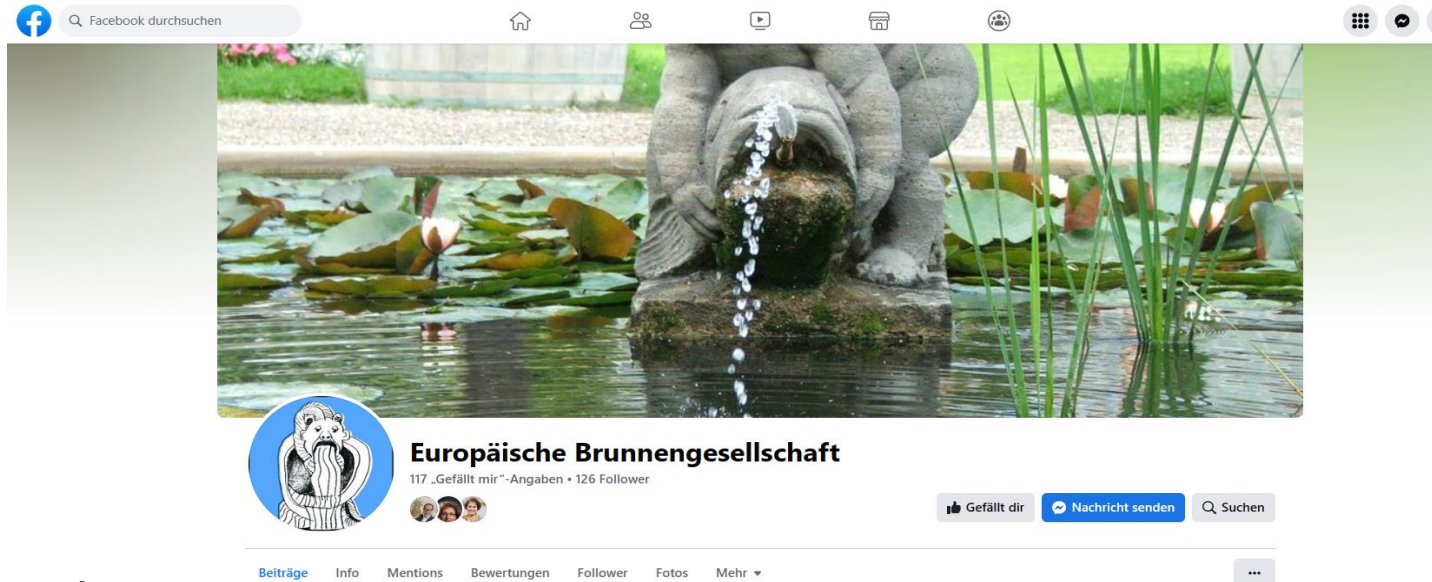 Facebook durchsuchen
Europäische Brunnengesellschaft
117 „Gefällt mir“-Angaben • 126 Follower
Gefällt dir
Nachricht senden
Suchen
Beiträge Info Mentions Bewertungen Follower Fotos Mehr